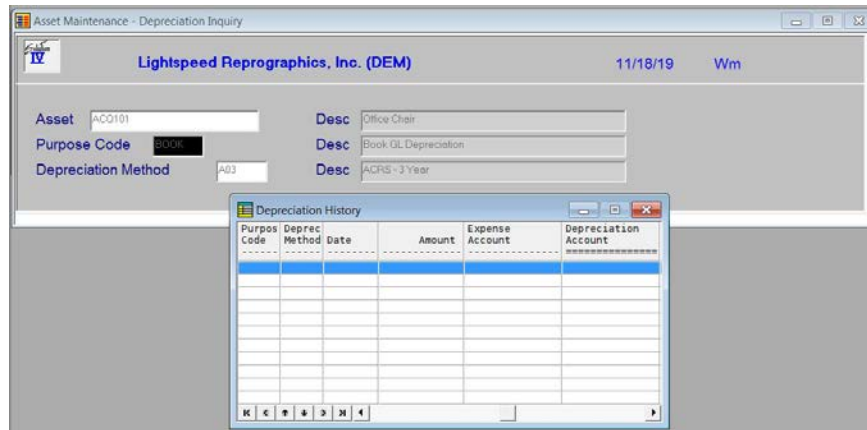 Asset Maintenance - Depreciation Inquiry
IV
Lightspeed Reprographics, Inc. (DEM) 11/18/19 Wm
Asset ACQ101 Desc Office Chair
Purpose Code BOOK Desc Book GL Depreciation
Depreciation Method A03 Desc ACRS - 3 Year
Depreciation History
Purpos Deprec Expense Depreciation
Code Method Date Amount Account Account